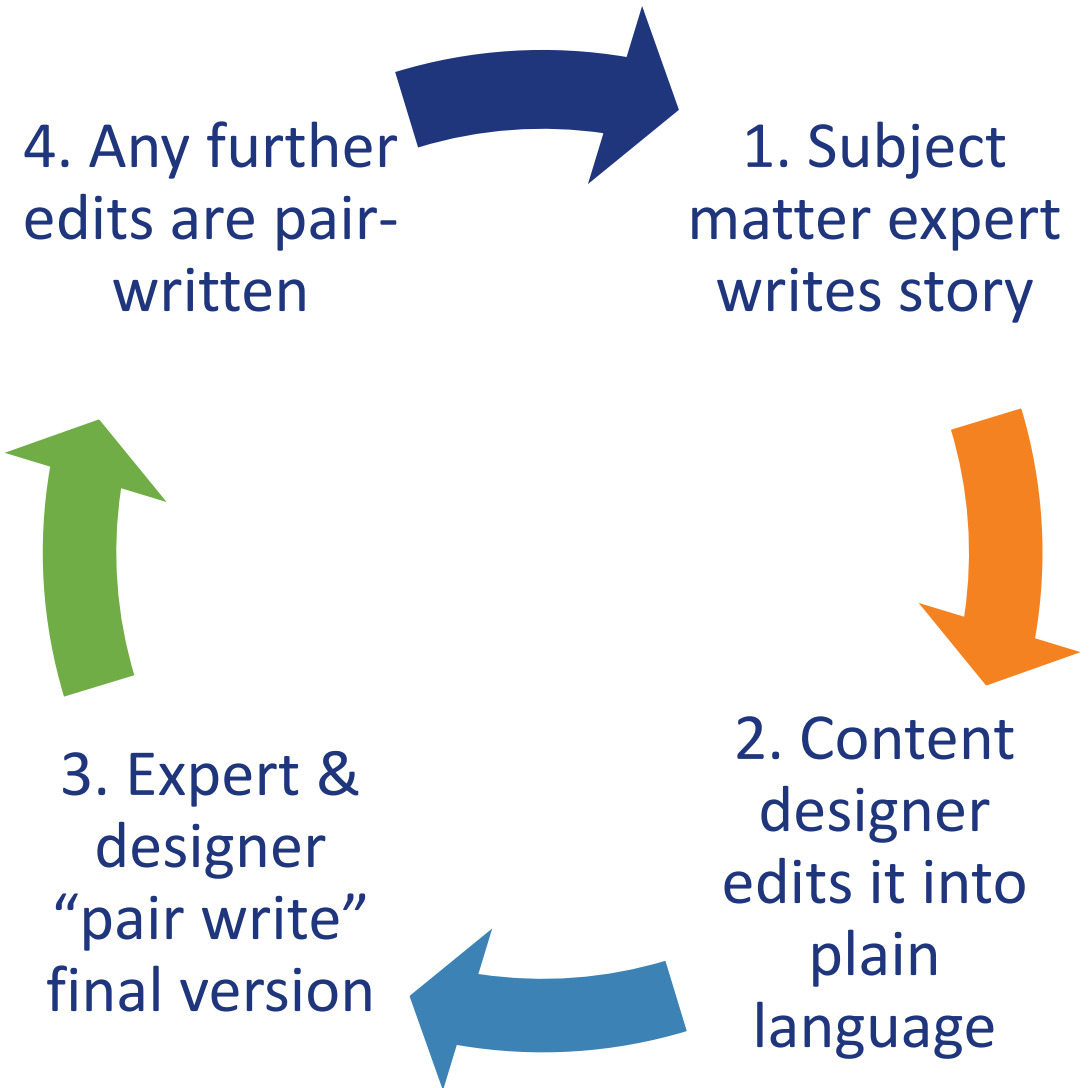 1. Subject
matter expert
writes story
2. Content
designer
edits it into
plain
language
3. Expert &
designer
“pair write”
final version
4. Any further
edits are pair-
written